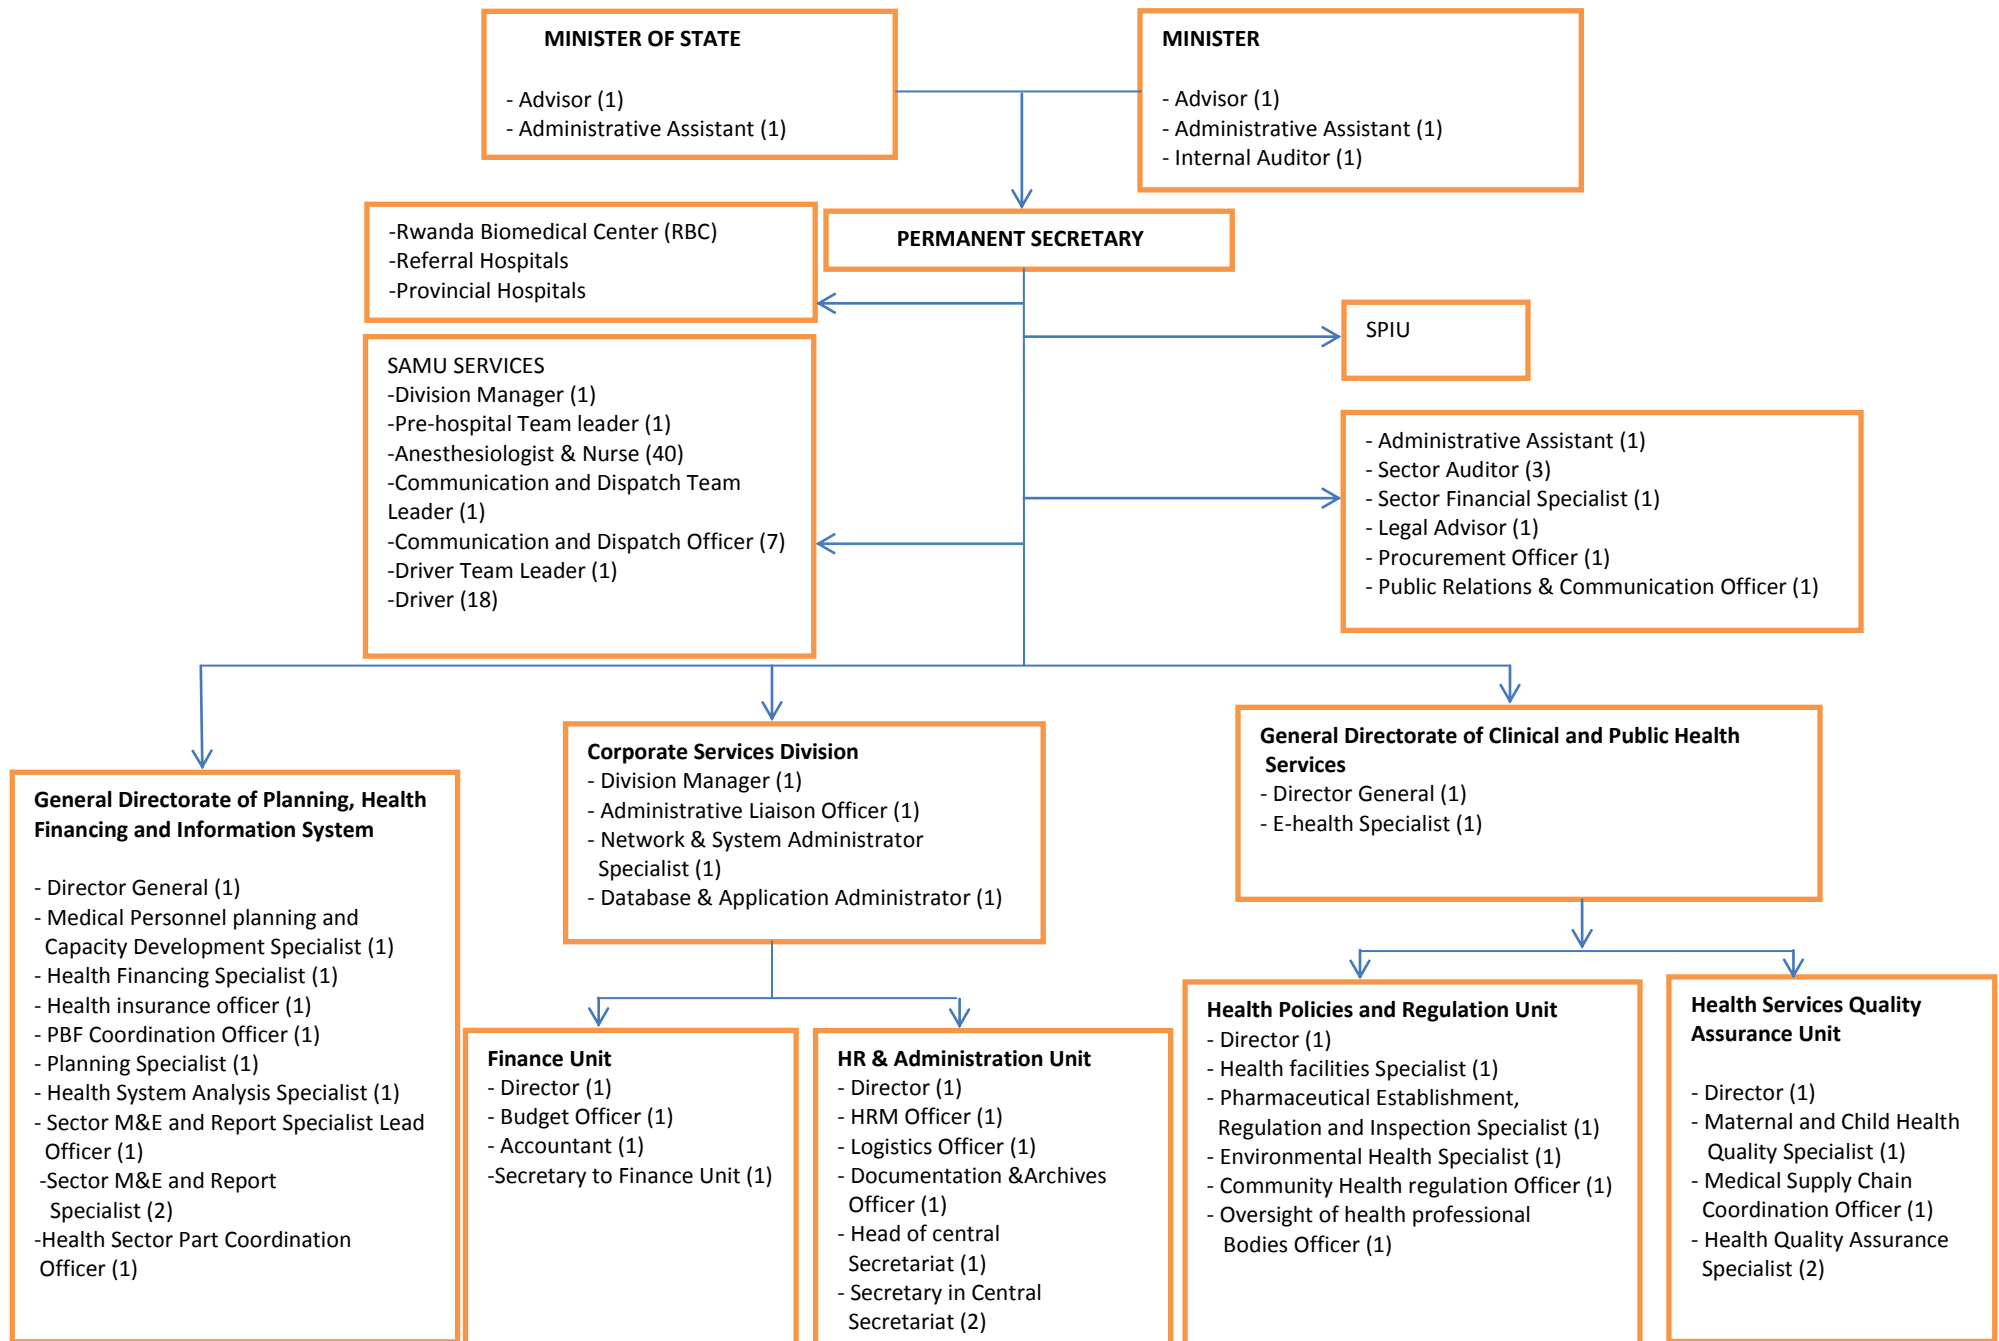 MINISTER OF STATE
- Advisor (1)
- Administrative Assistant (1)
MINISTER
- Advisor (1)
- Administrative Assistant (1)
- Internal Auditor (1)
PERMANENT SECRETARY
-Rwanda Biomedical Center (RBC)
-Referral Hospitals
-Provincial Hospitals
SPIU
SAMU SERVICES
-Division Manager (1)
-Pre-hospital Team leader (1)
-Anesthesiologist & Nurse (40)
-Communication and Dispatch Team
Leader (1)
-Communication and Dispatch Officer (7)
-Driver Team Leader (1)
-Driver (18)
- Administrative Assistant (1)
- Sector Auditor (3)
- Sector Financial Specialist (1)
- Legal Advisor (1)
- Procurement Officer (1)
- Public Relations & Communication Officer (1)
General Directorate of Planning, Health
Financing and Information System
- Director General (1)
- Medical Personnel planning and
Capacity Development Specialist (1)
- Health Financing Specialist (1)
- Health insurance officer (1)
- PBF Coordination Officer (1)
- Planning Specialist (1)
- Health System Analysis Specialist (1)
- Sector M&E and Report Specialist Lead
Officer (1)
-Sector M&E and Report
Specialist (2)
-Health Sector Part Coordination
Officer (1)
Corporate Services Division
- Division Manager (1)
- Administrative Liaison Officer (1)
- Network & System Administrator
Specialist (1)
- Database & Application Administrator (1)
General Directorate of Clinical and Public Health
Services
- Director General (1)
- E-health Specialist (1)
Finance Unit
- Director (1)
- Budget Officer (1)
- Accountant (1)
-Secretary to Finance Unit (1)
HR & Administration Unit
- Director (1)
- HRM Officer (1)
- Logistics Officer (1)
- Documentation &Archives
Officer (1)
- Head of central
Secretariat (1)
- Secretary in Central
Secretariat (2)
Health Policies and Regulation Unit
- Director (1)
- Health facilities Specialist (1)
- Pharmaceutical Establishment,
Regulation and Inspection Specialist (1)
- Environmental Health Specialist (1)
- Community Health regulation Officer (1)
- Oversight of health professional
Bodies Officer (1)
Health Services Quality
Assurance Unit
- Director (1)
- Maternal and Child Health
Quality Specialist (1)
- Medical Supply Chain
Coordination Officer (1)
- Health Quality Assurance
Specialist (2)